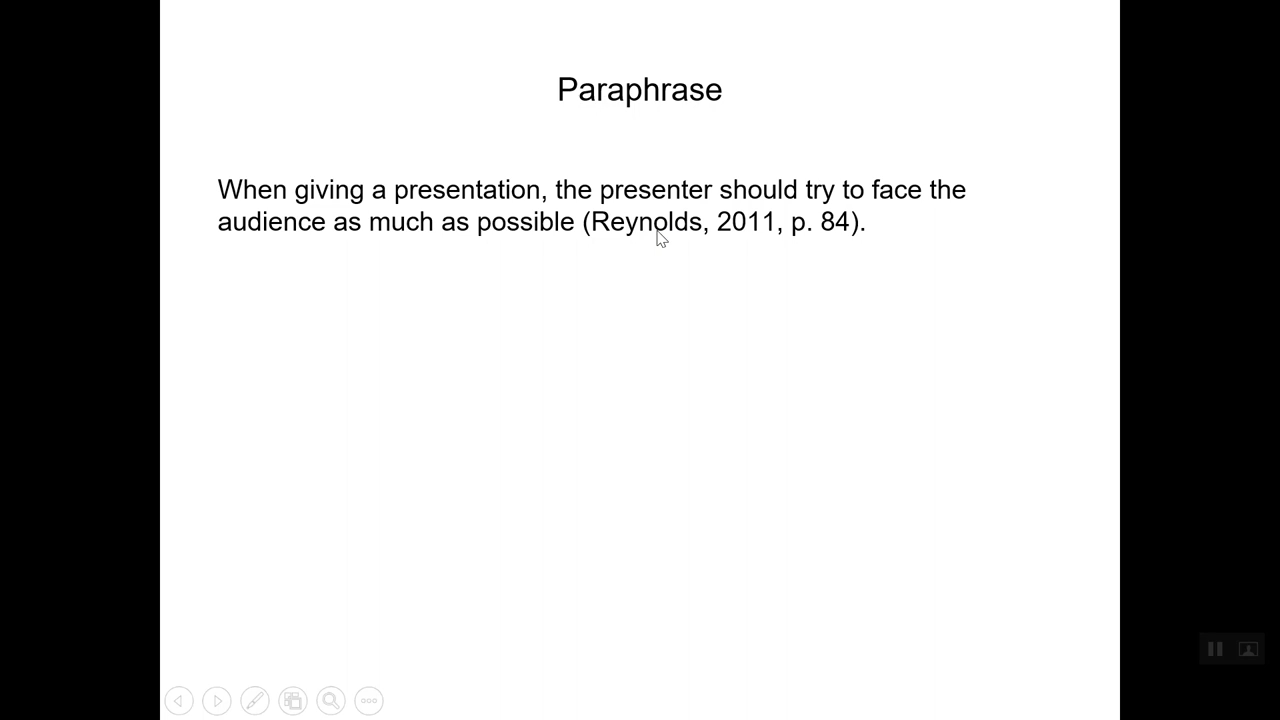 Paraphrase
When giving a presentation, the presenter should try to face the
audience as much as possible (Reynolds, 2011, p. 84).